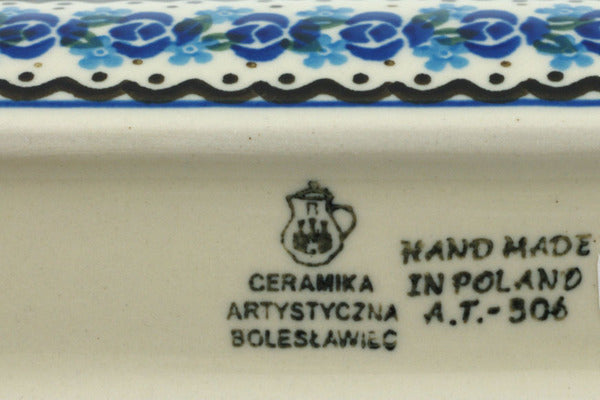 CERAMIKA
ARTYSTYCZNA
BOLESŁAWIEC
HAND MADE
IN POLAND
A.T.-306